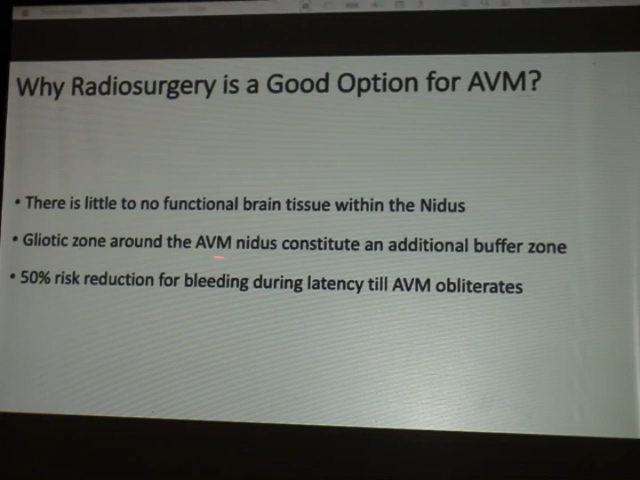 Why Radiosurgery is a Good Option for AVM?
• There is little to no functional brain tissue within the Nidus
• Gliotic zone around the AVM nidus constitute an additional buffer zone
• 50% risk reduction for bleeding during latency till AVM obliterates